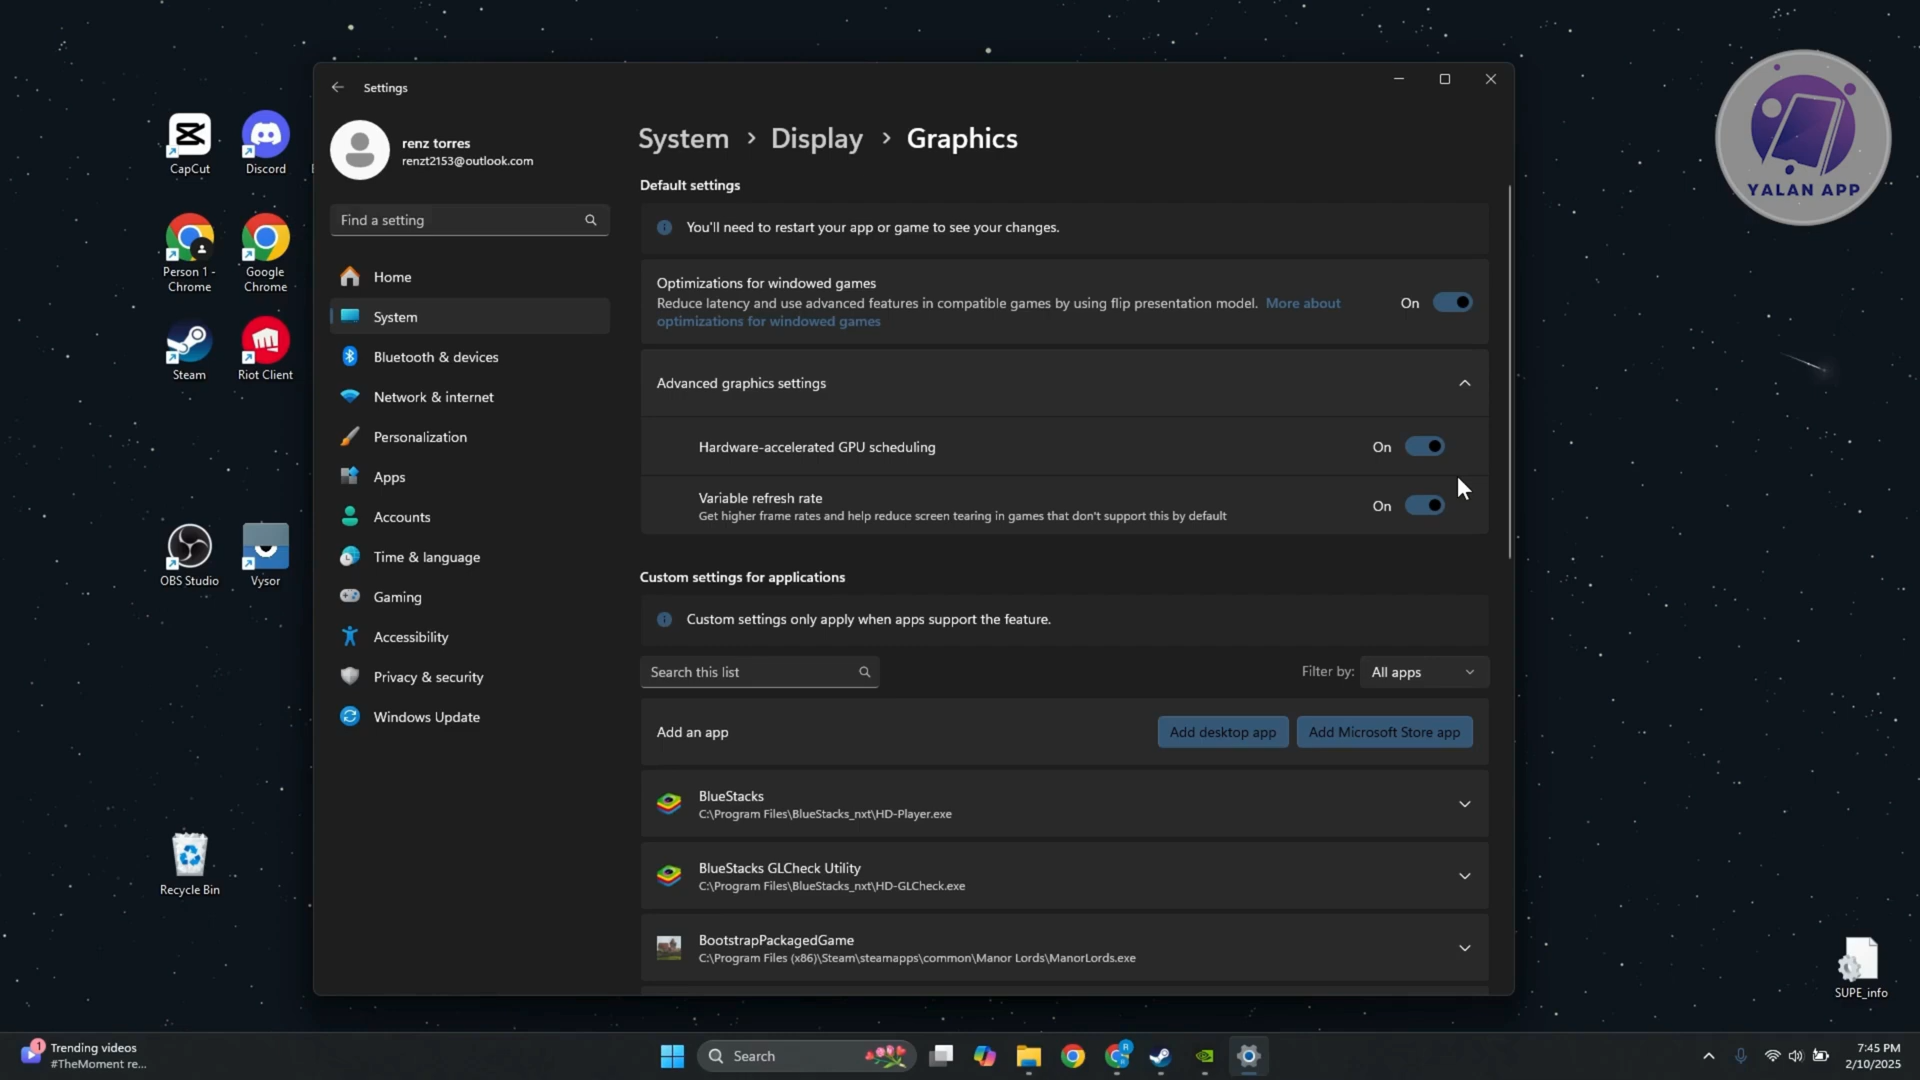 Settings
renz torres
renzt2153@outlook.com
Find a setting
Home
System
Bluetooth & devices
Network & internet
Personalization
Apps
Accounts
Time & language
Gaming
Accessibility
Privacy & security
Windows Update
System > Display > Graphics
Default settings
You'll need to restart your app or game to see your changes.
Optimizations for windowed games
Reduce latency and use advanced features in compatible games by using flip presentation model. More about
optimizations for windowed games
On
Advanced graphics settings
Hardware-accelerated GPU scheduling
On
Variable refresh rate
Get higher frame rates and help reduce screen tearing in games that don't support this by default
On
Custom settings for applications
Custom settings only apply when apps support the feature.
Search this list
Filter by: All apps
Add an app
Add desktop app
Add Microsoft Store app
BlueStacks
C:\Program Files\BlueStacks_nxt\HD-Player.exe
BlueStacks GLCheck Utility
C:\Program Files\BlueStacks_nxt\HD-GLCheck.exe
BootstrapPackagedGame
C:\Program Files (x86)\Steam\steamapps\common\Manor Lords\ManorLords.exe
CapCut
Discord
Person 1 -
Chrome
Google
Chrome
Steam
Riot Client
OBS Studio
Vysor
Recycle Bin
YALAN APP
SUPE_info
1
Trending videos
#TheMoment re...
Search
R
7:45 PM
2/10/2025